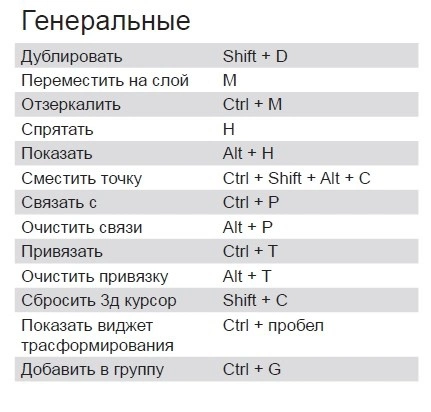 Генеральные
Дублировать Shift + D
Переместить на слой M
Отзеркалить Ctrl + M
Спрятать H
Показать Alt + H
Сместить точку Ctrl + Shift + Alt + C
Связать с Ctrl + P
Очистить связи Alt + P
Привязать Ctrl + T
Очистить привязку Alt + T
Сбросить 3д курсор Shift + C
Показать виджет Ctrl + пробел
трасформирования
Добавить в группу Ctrl + G